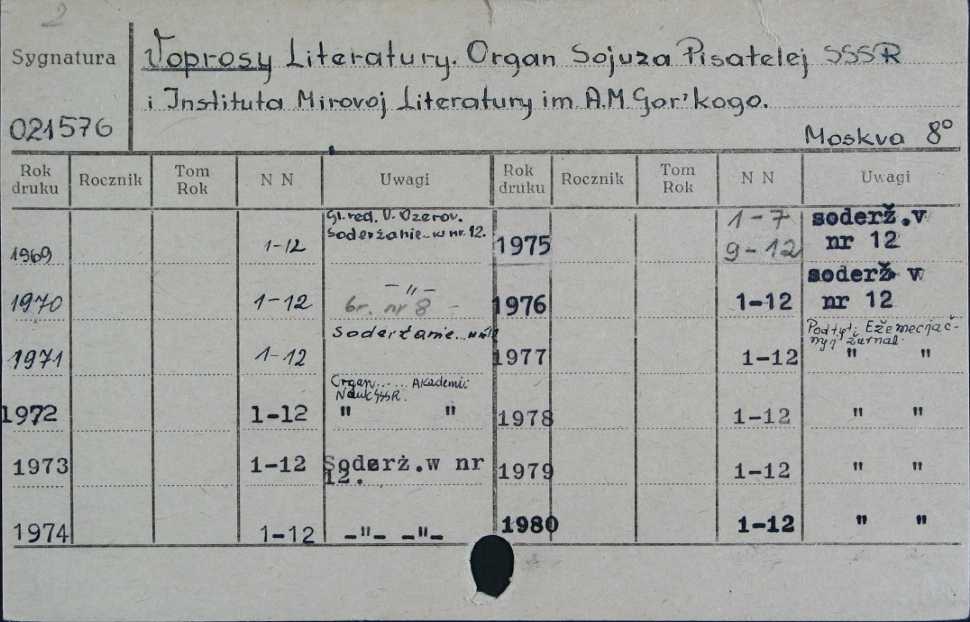 2
Sygnatura
Voprosy Literatury. Organ Sojuza Pisatelej SSSR
i Instituta Mirovoj Literatury im. A.M. Gor'kogo.
021576
Moskva 8°
Rok druku Rocznik Tom Rok N N Uwagi Rok druku Rocznik Tom Rok N N Uwagi
1969 1-12 Gl. red. V. Ozerov.
Soderžanie w nr. 12.
1970 1-12 -"-
br. nr 8 -
1971 1-12 Soderžanie...
1972 1-12 Organ...... Akademii
Nauk SSSR.
" "
1973 1-12 Soderż.w nr
12.
1974 1-12 -"- -"-
1975 1-7
9-12 soderž.v
nr 12
1976 1-12 soderž v
nr 12
1977 1-12 Podtyt: Ežemesjač-
nyj žurnal.
" "
1978 1-12 " "
1979 1-12 " "
1980 1-12 " "